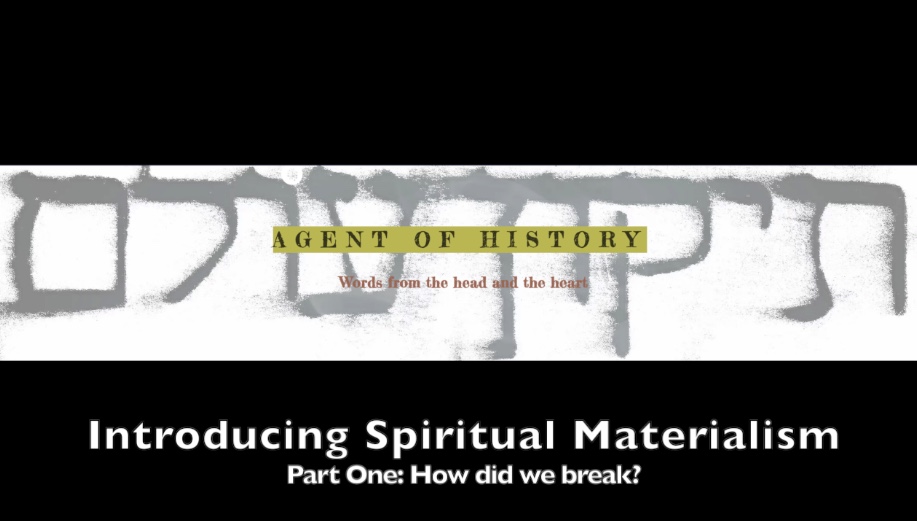 תיקון עולם
AGENT OF HISTORY
Words from the head and the heart
Introducing Spiritual Materialism
Part One: How did we break?